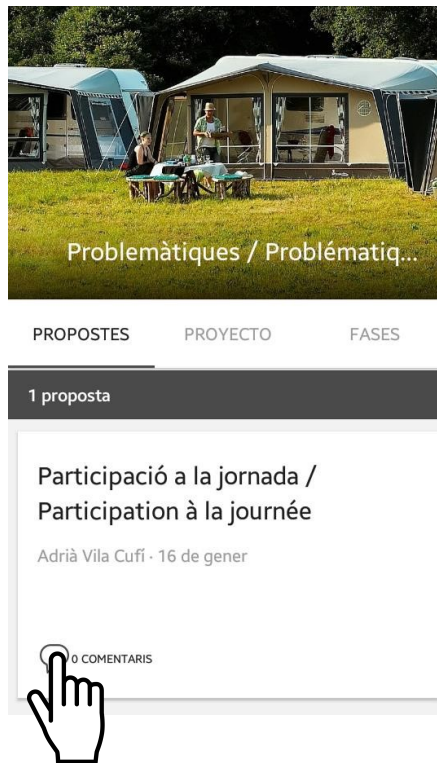 Problemàtiques / Problématiq...
PROPOSTES PROYECTO FASES
1 proposta
Participació a la jornada /
Participation à la journée
Adrià Vila Cufí · 16 de gener
0 COMENTARIS